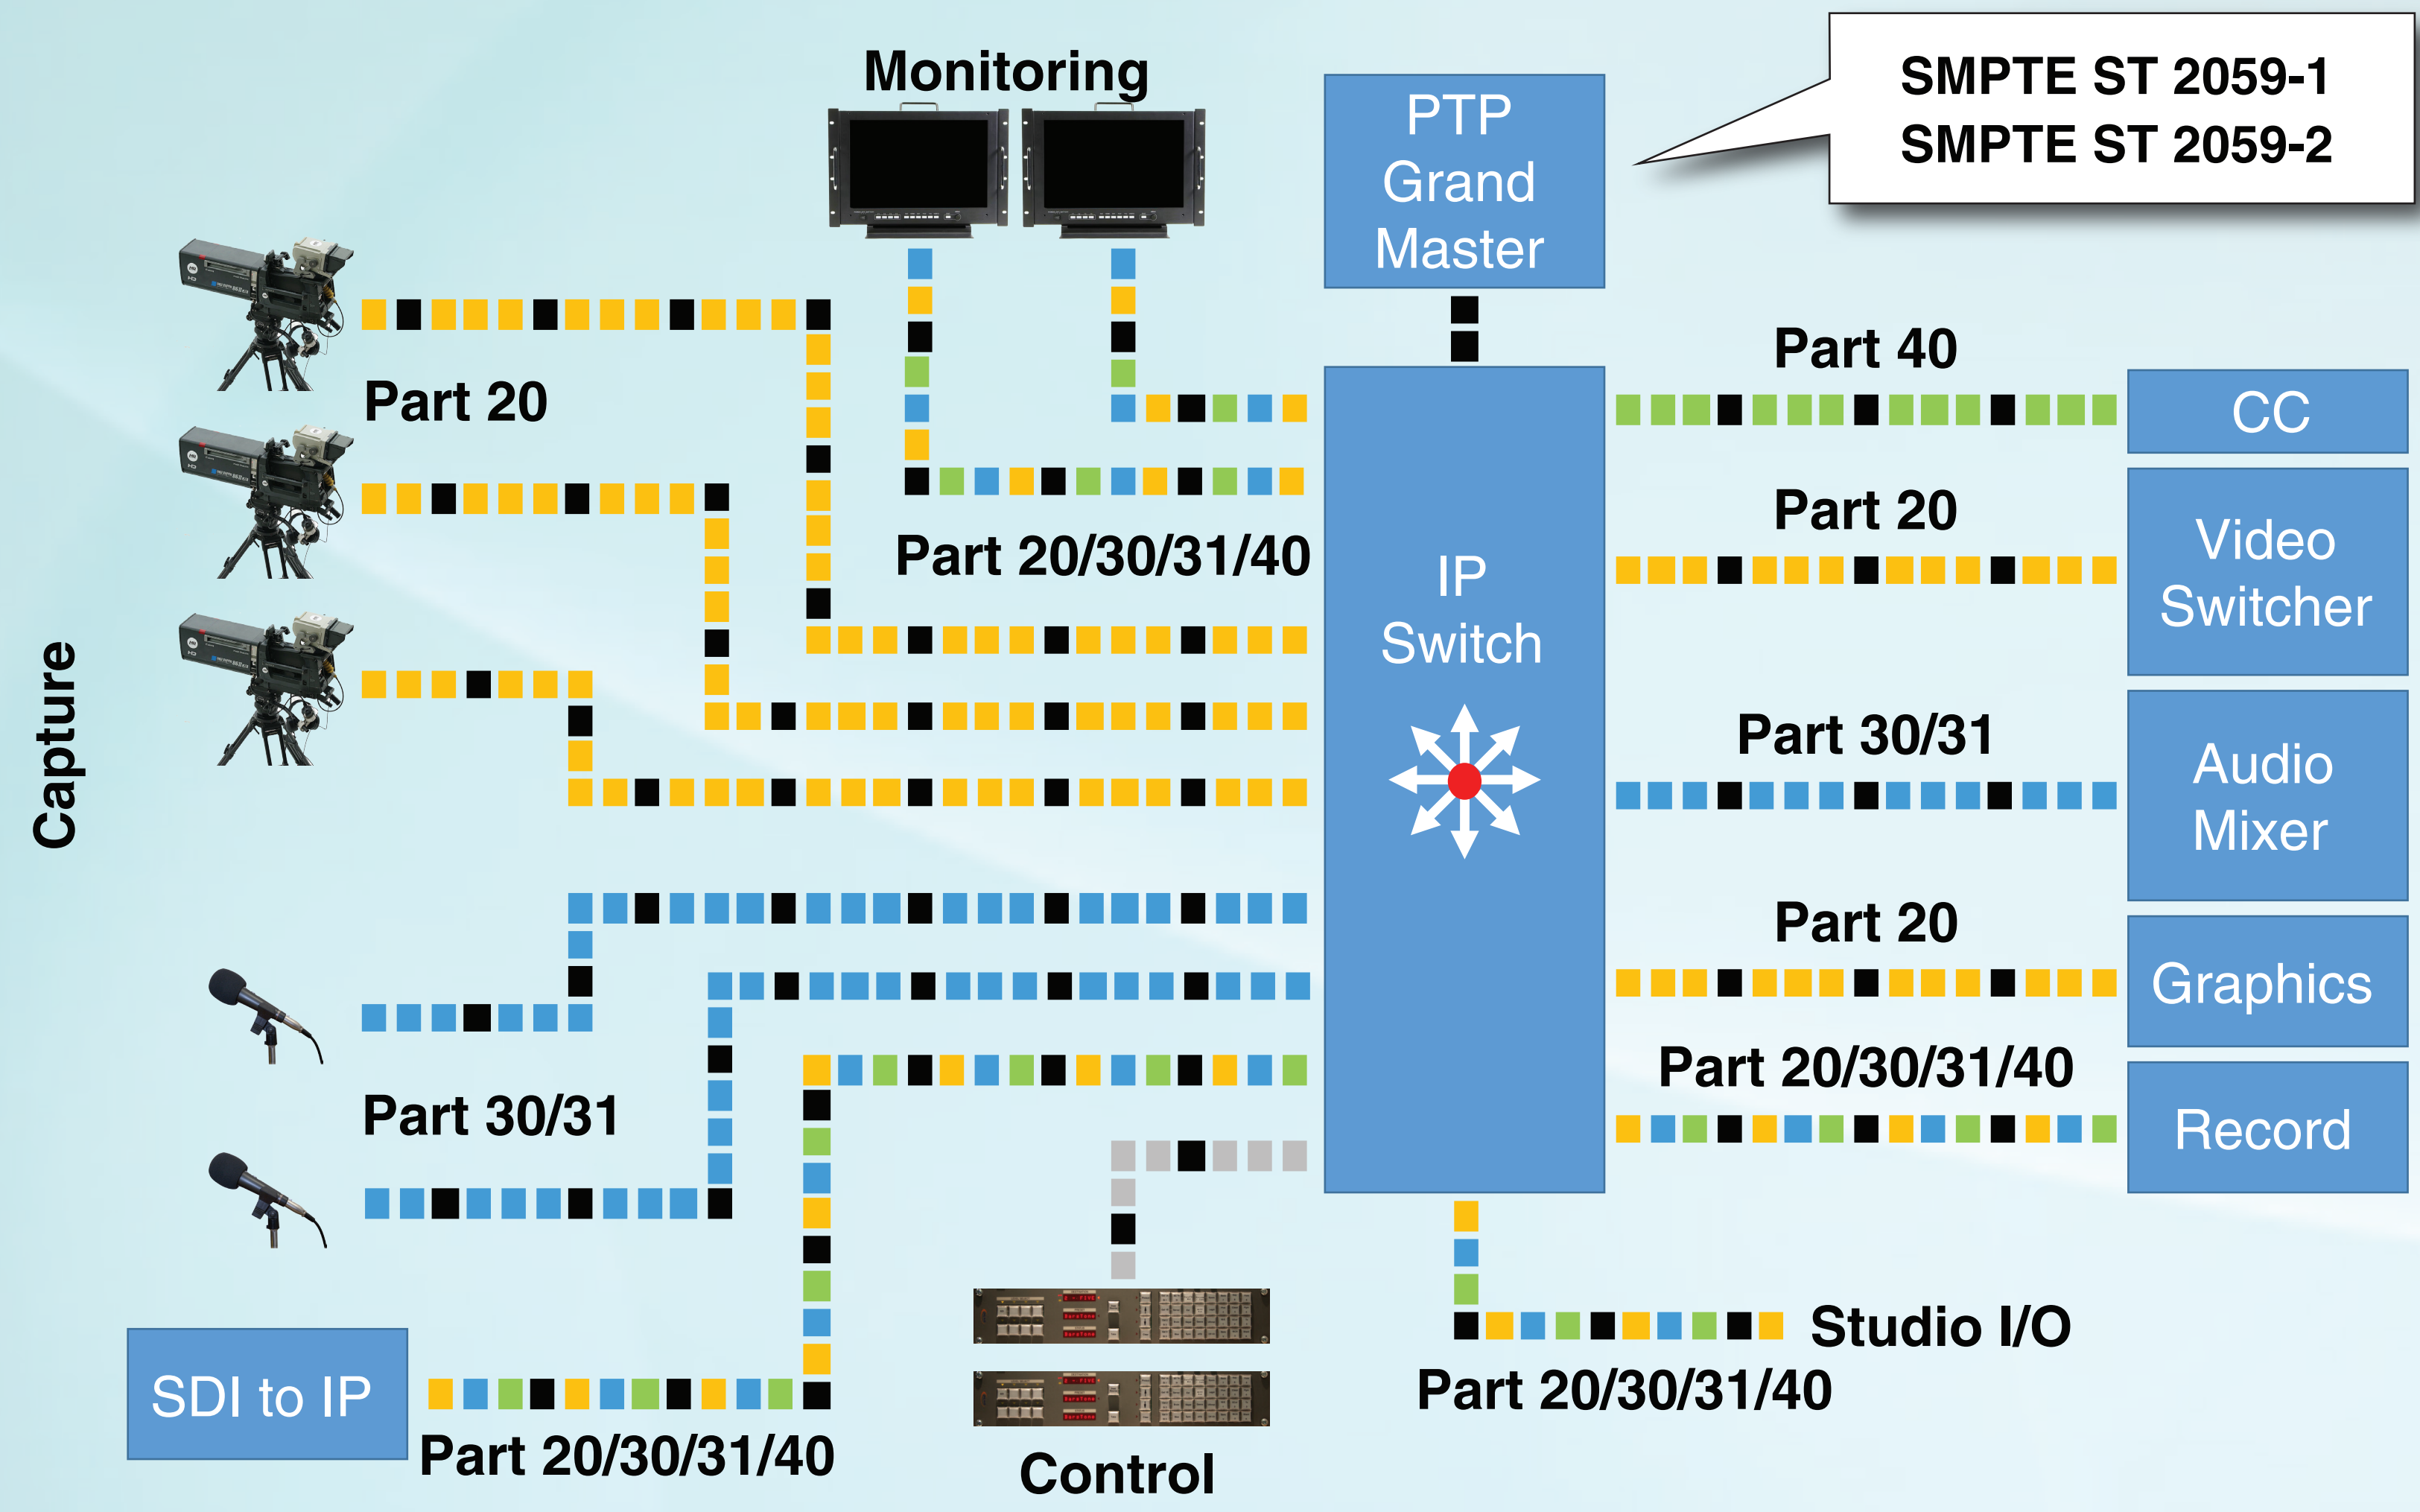 Monitoring
PTP
Grand
Master
SMPTE ST 2059-1
SMPTE ST 2059-2
Part 40
CC
Part 20
Part 20
Video
Switcher
Part 20/30/31/40
IP
Switch
Capture
Part 30/31
Audio
Mixer
Part 20
Graphics
Part 20/30/31/40
Record
Part 30/31
Studio I/O
Part 20/30/31/40
SDI to IP
Part 20/30/31/40
Control